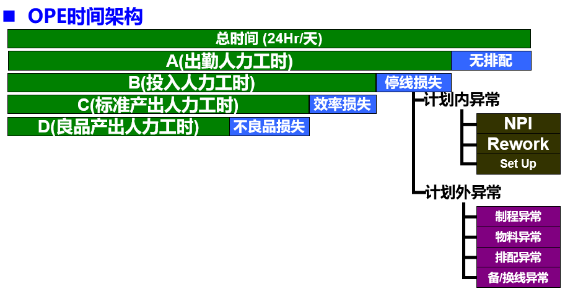 OPE时间架构
总时间 (24Hr/天)
A(出勤人力工时) 无排配
B(投入人力工时) 停线损失
C(标准产出人力工时) 效率损失
D(良品产出人力工时) 不良品损失
计划内异常
NPI
Rework
Set Up
计划外异常
制程异常
物料异常
排配异常
备/换线异常